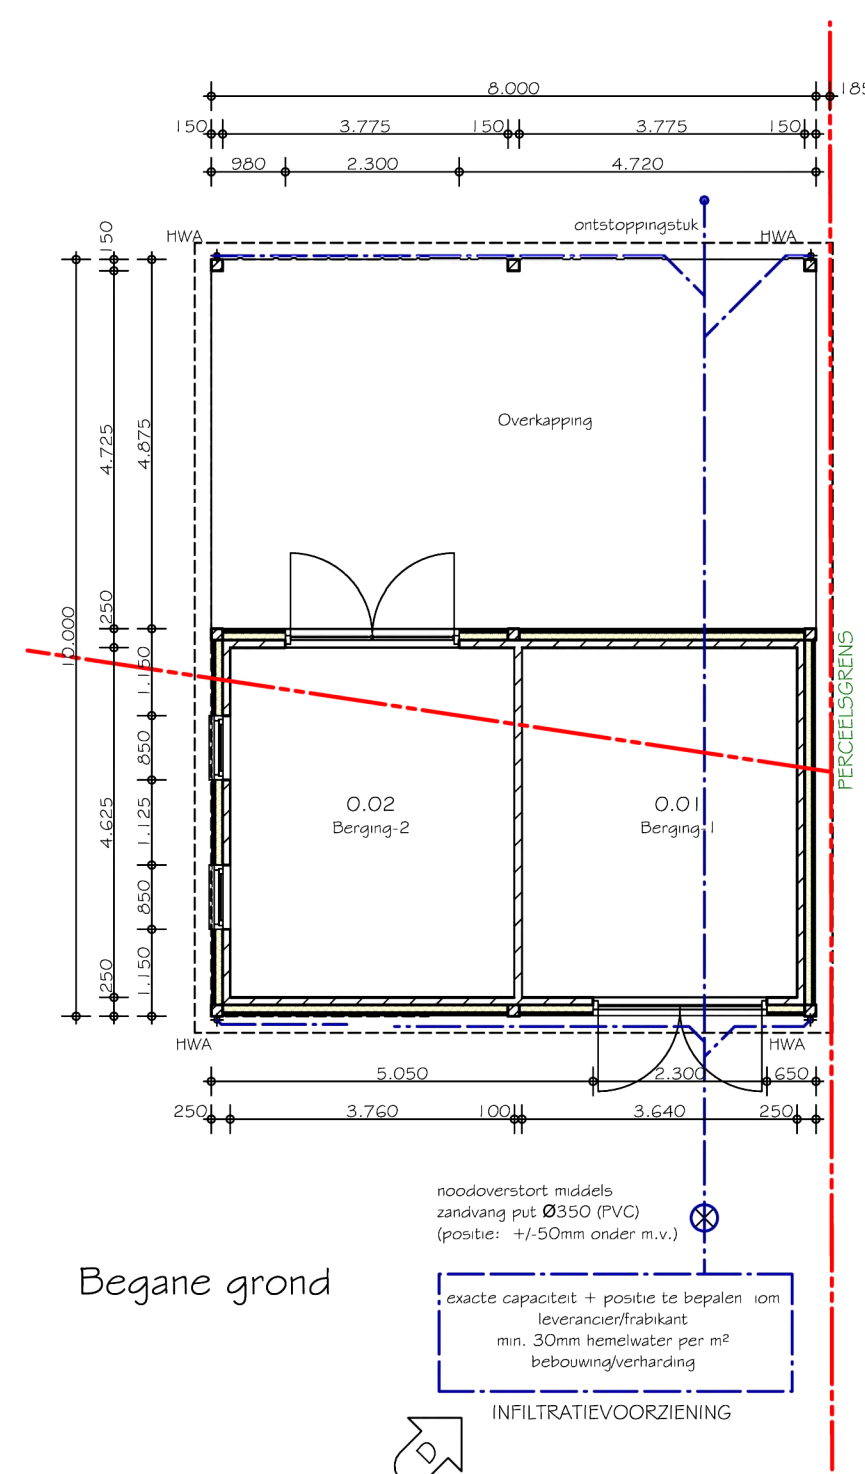 8.000
185
150 3.775 150 3.775 150
980 2.300 4.720
ontstoppingstuk
HWA HWA
150
4.725
4.875
Overkapping
250
10.000
1.150
PERCEELSGRENS
850
0.02 0.01
Berging-2 Berging-1
4.625
1.125
850
250
1.150
HWA HWA
5.050 2.300 650
250 3.760 100 3.640 250
noodoverstort middels
zandvang put Ø350 (PVC)
(positie: +/-50mm onder m.v.)
Begane grond
exacte capaciteit + positie te bepalen iom
leverancier/frabikant
min. 30mm hemelwater per m²
bebouwing/verharding
INFILTRATIEVOORZIENING
D